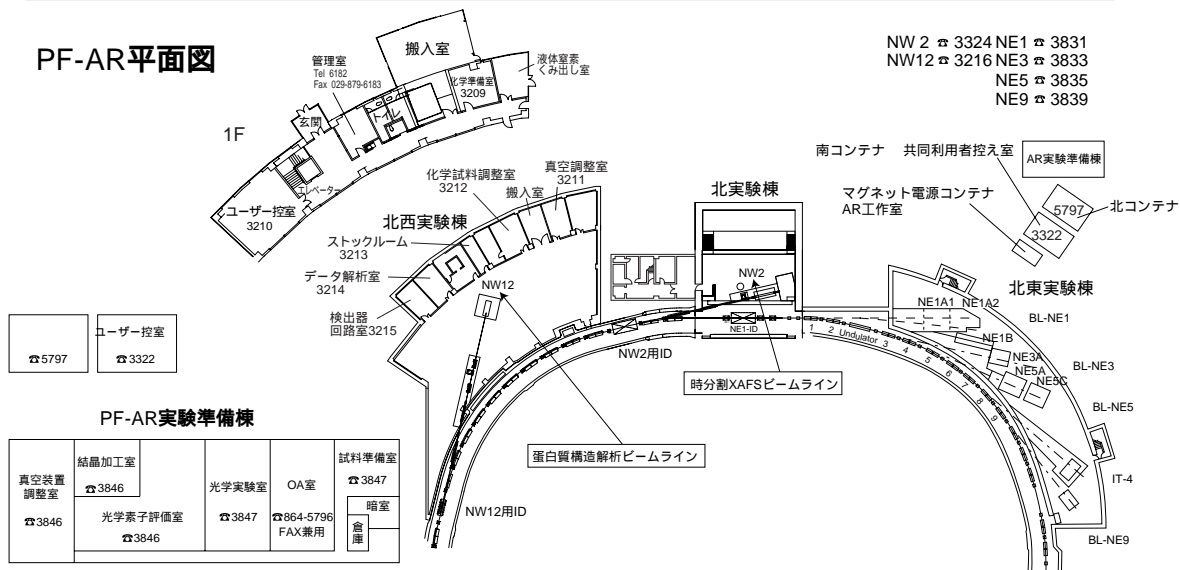 PF-AR平面図
NW 2 ☎ 3324 NE1 ☎ 3831
NW12 ☎ 3216 NE3 ☎ 3833
NE5 ☎ 3835
NE9 ☎ 3839
1F
玄関
管理室
Tel 6182
Fax 029-879-6183
トイレ
搬入室
化学準備室
3209
液体窒素
くみ出し室
エレベーター
ユーザー控室
3210
北西実験棟
化学試料調整室
3212
搬入室
真空調整室
3211
ストックルーム
3213
データ解析室
3214
検出器
回路室3215
NW12
北実験棟
NW2
NE1-ID
NW2用ID
NW12用ID
時分割XAFSビームライン
蛋白質構造解析ビームライン
南コンテナ
共同利用者控え室
AR実験準備棟
マグネット電源コンテナ
AR工作室
5797
3322
北コンテナ
北東実験棟
NE1A1
NE1A2
BL-NE1
NE1B
NE3A
BL-NE3
NE5A
NE5C
BL-NE5
IT-4
BL-NE9
1 2 Undulator 3 4 5 6 7 8 9
☎5797
ユーザー控室
☎3322
PF-AR実験準備棟
真空装置
調整室
☎3846
結晶加工室
☎3846
光学素子評価室
☎3846
光学実験室
☎3847
OA室
☎864-5796
FAX兼用
試料準備室
☎3847
暗室
倉庫